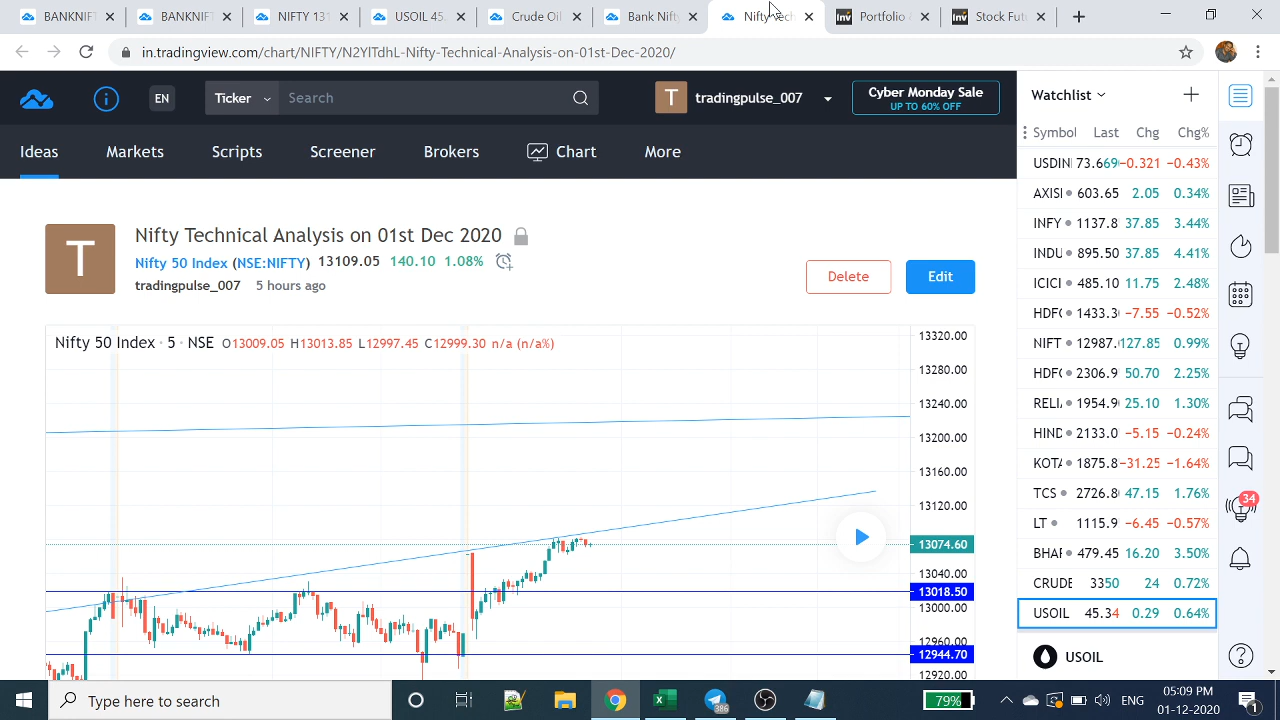 BANKNIFT
BANKNIFT
NIFTY 131
USOIL 45
Crude Oil
Bank Nifty
Nifty Tech
Portfolio &
Stock Futu
in.tradingview.com/chart/NIFTY/N2YlTdhL-Nifty-Technical-Analysis-on-01st-Dec-2020/
EN
Ticker
Search
T
tradingpulse_007
Cyber Monday Sale
UP TO 60% OFF
Ideas
Markets
Scripts
Screener
Brokers
Chart
More
T
Nifty Technical Analysis on 01st Dec 2020
Nifty 50 Index (NSE:NIFTY) 13109.05 140.10 1.08%
tradingpulse_007 5 hours ago
Delete
Edit
Nifty 50 Index · 5 · NSE O13009.05 H13013.85 L12997.45 C12999.30 n/a (n/a%)
13320.00
13280.00
13240.00
13200.00
13160.00
13120.00
13074.60
13040.00
13018.50
13000.00
12960.00
12944.70
12920.00
Watchlist
Symbol Last Chg Chg%
USDIN 73.669 −0.321 −0.43%
AXISI 603.65 2.05 0.34%
INFY 1137.8 37.85 3.44%
INDU 895.50 37.85 4.41%
ICICI 485.10 11.75 2.48%
HDFC 1433.3 −7.55 −0.52%
NIFT 12987. 127.85 0.99%
HDFC 2306.9 50.70 2.25%
RELI 1954.9 25.10 1.30%
HIND 2133.0 −5.15 −0.24%
KOTA 1875.8 −31.25 −1.64%
TCS 2726.8 47.15 1.76%
LT 1115.9 −6.45 −0.57%
BHAR 479.45 16.20 3.50%
CRUDE 3350 24 0.72%
USOIL 45.34 0.29 0.64%
USOIL
34
Type here to search
386
79%
ENG
05:09 PM
01-12-2020
1